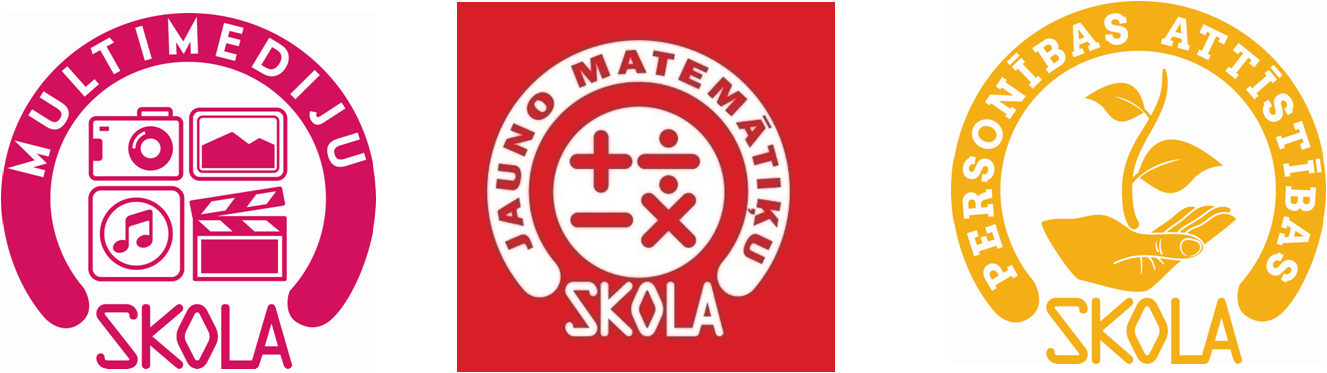 MULTIMEDIJU
SKOLA
JAUNO MATEMĀTIĶU
SKOLA
PERSONĪBAS ATTĪSTĪBAS
SKOLA